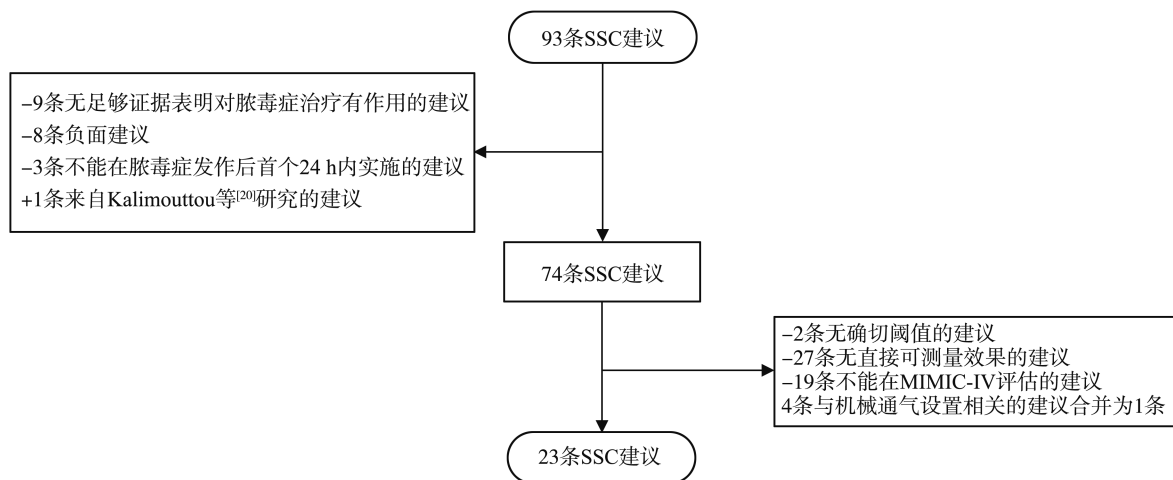 93条SSC建议
–9条无足够证据表明对脓毒症治疗有作用的建议
–8条负面建议
–3条不能在脓毒症发作后首个24 h内实施的建议
+1条来自Kalimouttou等[20]研究的建议
74条SSC建议
–2条无确切阈值的建议
–27条无直接可测量效果的建议
–19条不能在MIMIC-IV评估的建议
4条与机械通气设置相关的建议合并为1条
23条SSC建议